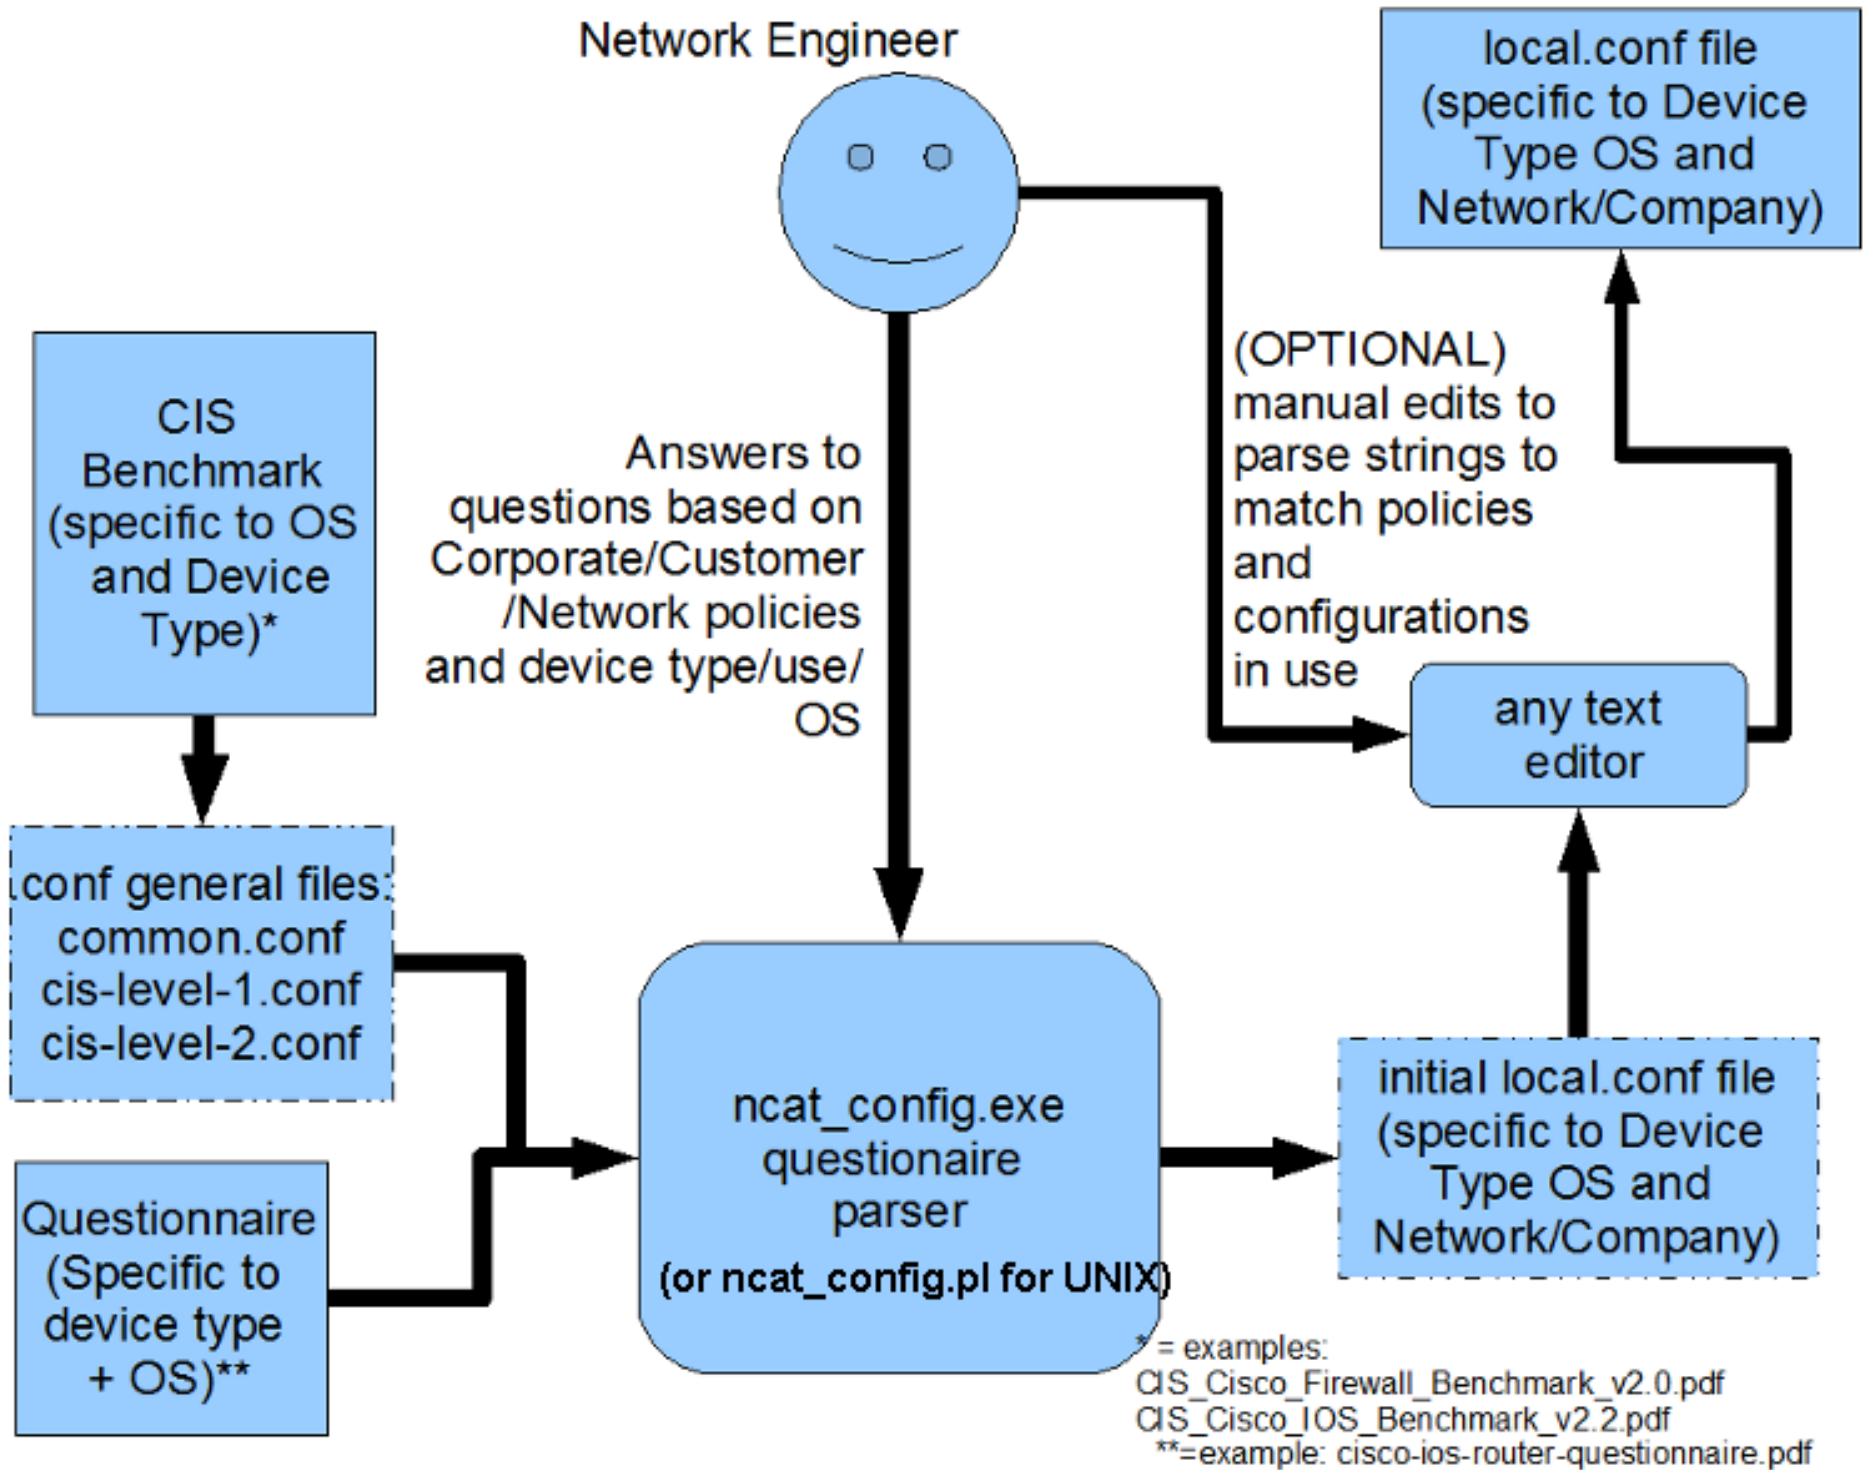 Network Engineer
local.conf file
(specific to Device
Type OS and
Network/Company)
CIS
Benchmark
(specific to OS
and Device
Type)*
Answers to
questions based on
Corporate/Customer
/Network policies
and device type/use/
OS
(OPTIONAL)
manual edits to
parse strings to
match policies
and
configurations
in use
any text
editor
.conf general files:
common.conf
cis-level-1.conf
cis-level-2.conf
Questionnaire
(Specific to
device type
+ OS)**
ncat_config.exe
questionaire
parser
(or ncat_config.pl for UNIX)
initial local.conf file
(specific to Device
Type OS and
Network/Company)
* = examples:
CIS_Cisco_Firewall_Benchmark_v2.0.pdf
CIS_Cisco_IOS_Benchmark_v2.2.pdf
**=example: cisco-ios-router-questionnaire.pdf